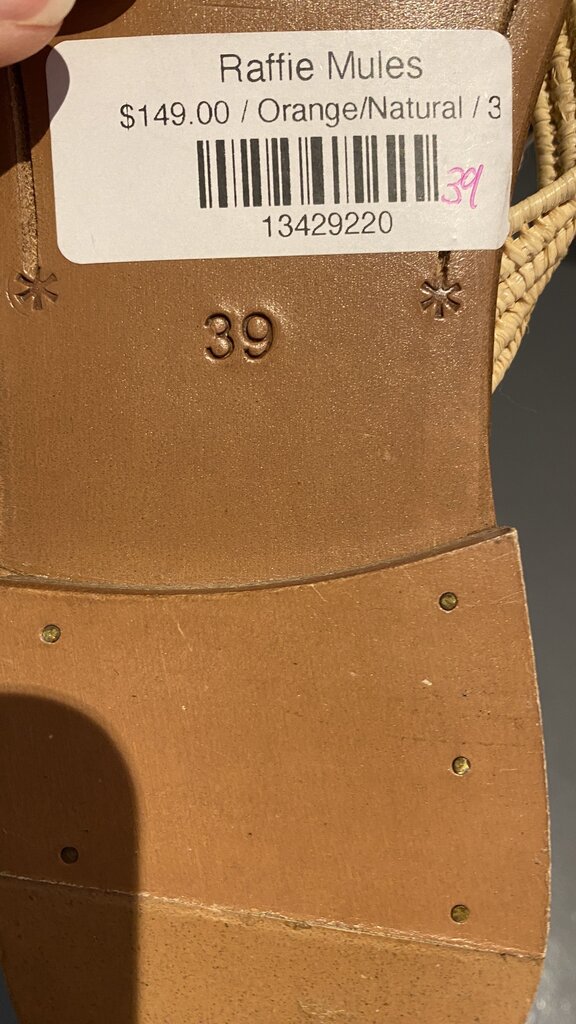 Raffie Mules
$149.00 / Orange/Natural / 3
39
13429220
39